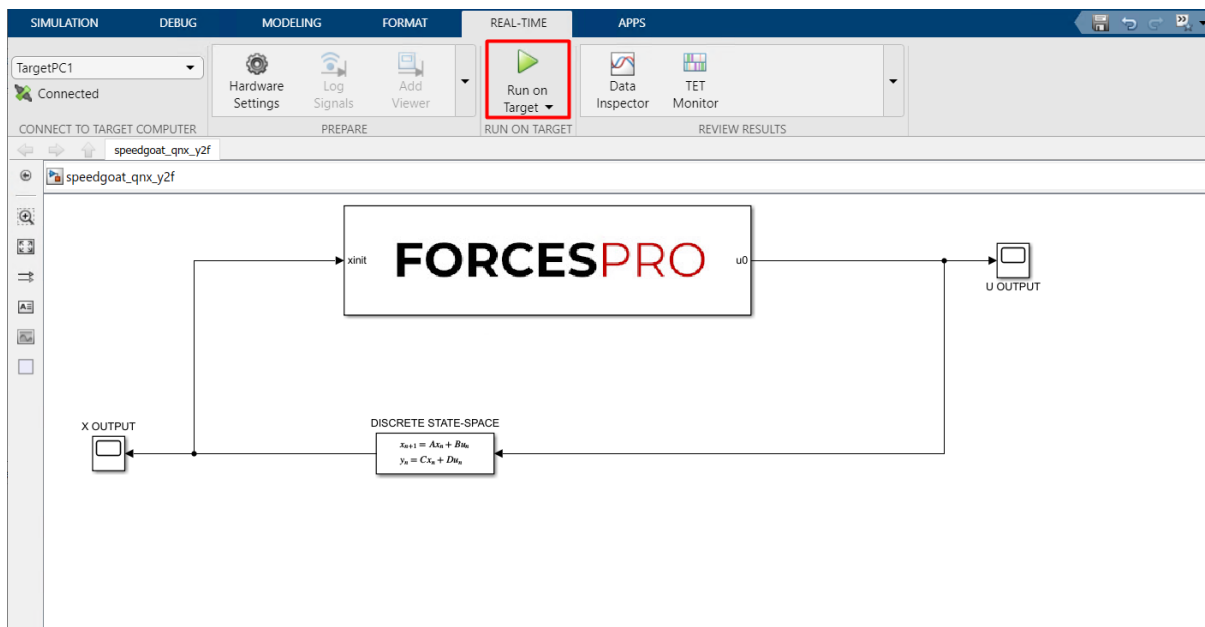 SIMULATION DEBUG MODELING FORMAT REAL-TIME APPS
TargetPC1
Connected
Hardware
Settings
Log
Signals
Add
Viewer
Run on
Target
Data
Inspector
TET
Monitor
CONNECT TO TARGET COMPUTER PREPARE RUN ON TARGET REVIEW RESULTS
speedgoat_qnx_y2f
speedgoat_qnx_y2f
xinit FORCESPRO u0
U OUTPUT
X OUTPUT
DISCRETE STATE-SPACE
xₙ₊₁ = Axₙ + Buₙ
yₙ = Cxₙ + Duₙ